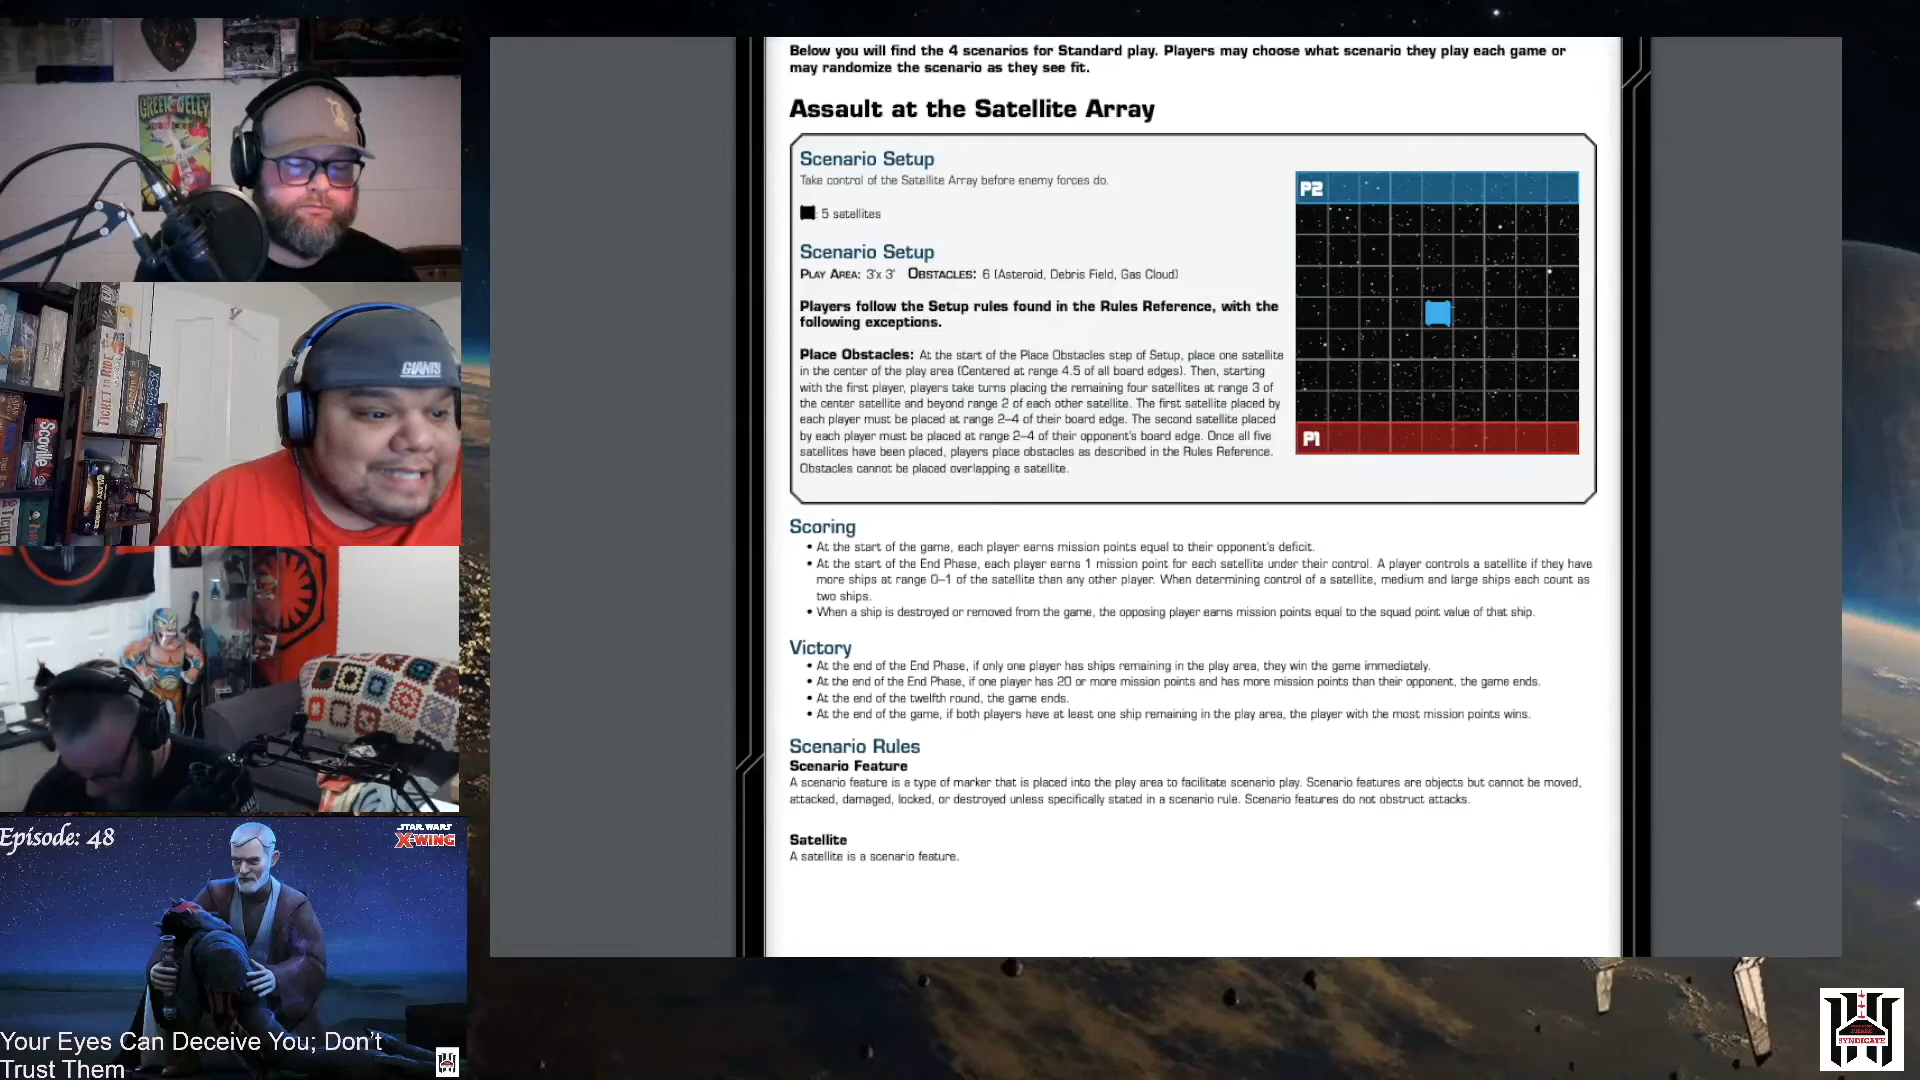 GREEN JELLY
GIANTS
TICKET TO RIDE
Scoville
GALAXY TRUCKER
TICKET
Episode: 48
STAR WARS
X-WING
Your Eyes Can Deceive You; Don't
Trust Them
Below you will find the 4 scenarios for Standard play. Players may choose what scenario they play each game or
may randomize the scenario as they see fit.
Assault at the Satellite Array
Scenario Setup
Take control of the Satellite Array before enemy forces do.
: 5 satellites
Scenario Setup
PLAY AREA: 3'x 3' OBSTACLES: 6 (Asteroid, Debris Field, Gas Cloud)
Players follow the Setup rules found in the Rules Reference, with the
following exceptions.
Place Obstacles: At the start of the Place Obstacles step of Setup, place one satellite
in the center of the play area (Centered at range 4.5 of all board edges). Then, starting
with the first player, players take turns placing the remaining four satellites at range 3 of
the center satellite and beyond range 2 of each other satellite. The first satellite placed by
each player must be placed at range 2–4 of their board edge. The second satellite placed
by each player must be placed at range 2–4 of their opponent's board edge. Once all five
satellites have been placed, players place obstacles as described in the Rules Reference.
Obstacles cannot be placed overlapping a satellite.
P2
P1
Scoring
• At the start of the game, each player earns mission points equal to their opponent's deficit.
• At the start of the End Phase, each player earns 1 mission point for each satellite under their control. A player controls a satellite if they have
more ships at range 0–1 of the satellite than any other player. When determining control of a satellite, medium and large ships each count as
two ships.
• When a ship is destroyed or removed from the game, the opposing player earns mission points equal to the squad point value of that ship.
Victory
• At the end of the End Phase, if only one player has ships remaining in the play area, they win the game immediately.
• At the end of the End Phase, if one player has 20 or more mission points and has more mission points than their opponent, the game ends.
• At the end of the twelfth round, the game ends.
• At the end of the game, if both players have at least one ship remaining in the play area, the player with the most mission points wins.
Scenario Rules
Scenario Feature
A scenario feature is a type of marker that is placed into the play area to facilitate scenario play. Scenario features are objects but cannot be moved,
attacked, damaged, locked, or destroyed unless specifically stated in a scenario rule. Scenario features do not obstruct attacks.
Satellite
A satellite is a scenario feature.
SYNDICATE